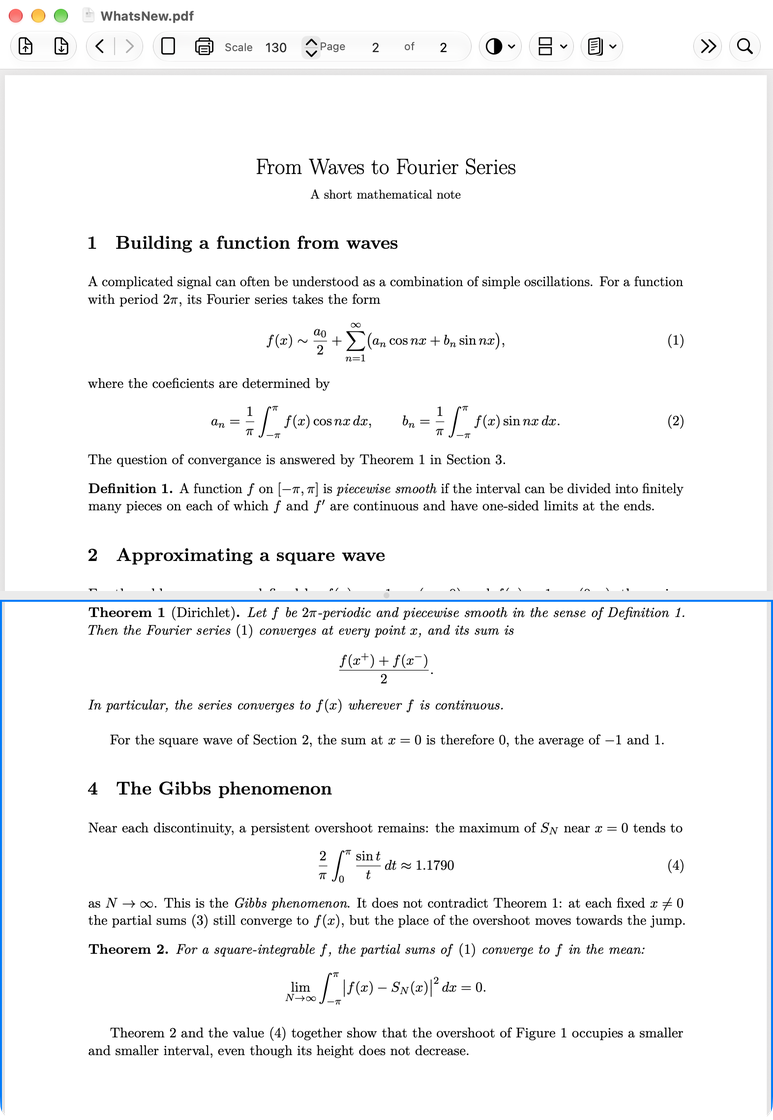 WhatsNew.pdf
Scale 130 Page 2 of 2
From Waves to Fourier Series
A short mathematical note
1 Building a function from waves
A complicated signal can often be understood as a combination of simple oscillations. For a function
with period 2π, its Fourier series takes the form
f(x) ∼ a₀/2 + ∑_{n=1}^{∞} (aₙ cos nx + bₙ sin nx), (1)
where the coeficients are determined by
aₙ = 1/π ∫_{−π}^{π} f(x) cos nx dx, bₙ = 1/π ∫_{−π}^{π} f(x) sin nx dx. (2)
The question of convergance is answered by Theorem 1 in Section 3.
Definition 1. A function f on [−π, π] is piecewise smooth if the interval can be divided into finitely
many pieces on each of which f and f′ are continuous and have one-sided limits at the ends.
2 Approximating a square wave
Theorem 1 (Dirichlet). Let f be 2π-periodic and piecewise smooth in the sense of Definition 1.
Then the Fourier series (1) converges at every point x, and its sum is
(f(x⁺) + f(x⁻))/2.
In particular, the series converges to f(x) wherever f is continuous.
For the square wave of Section 2, the sum at x = 0 is therefore 0, the average of −1 and 1.
4 The Gibbs phenomenon
Near each discontinuity, a persistent overshoot remains: the maximum of S_N near x = 0 tends to
2/π ∫_{0}^{π} sin t/t dt ≈ 1.1790 (4)
as N → ∞. This is the Gibbs phenomenon. It does not contradict Theorem 1: at each fixed x ≠ 0
the partial sums (3) still converge to f(x), but the place of the overshoot moves towards the jump.
Theorem 2. For a square-integrable f, the partial sums of (1) converge to f in the mean:
lim_{N→∞} ∫_{−π}^{π} |f(x) − S_N(x)|² dx = 0.
Theorem 2 and the value (4) together show that the overshoot of Figure 1 occupies a smaller
and smaller interval, even though its height does not decrease.